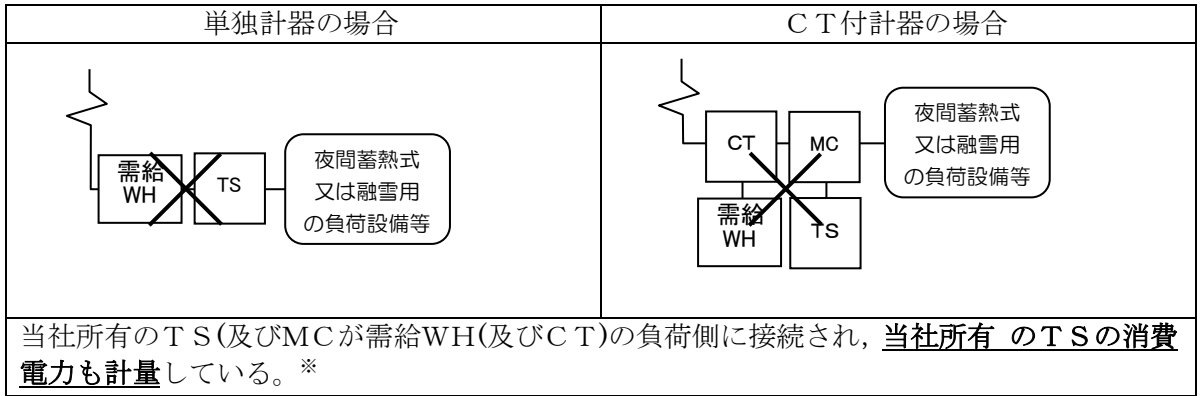 単独計器の場合
ＣＴ付計器の場合
需給
WH
TS
夜間蓄熱式
又は融雪用
の負荷設備等
CT
MC
夜間蓄熱式
又は融雪用
の負荷設備等
需給
WH
TS
当社所有のＴＳ(及びMCが需給WH(及びＣＴ)の負荷側に接続され，当社所有 のＴＳの消費
電力も計量している。※